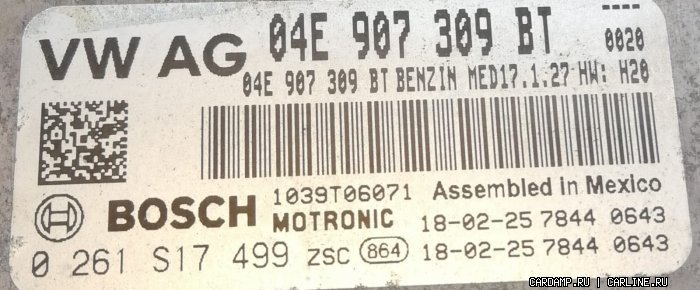 VW AG 04E 907 309 BT 0020
04E 907 309 BT BENZIN MED17.1.27 HW: H20
BOSCH 1039T06071 Assembled in Mexico
MOTRONIC 18-02-25 7844 0643
0 261 S17 499 ZSC 864 18-02-25 7844 0643
CARDAMP.RU | CARLINE.RU